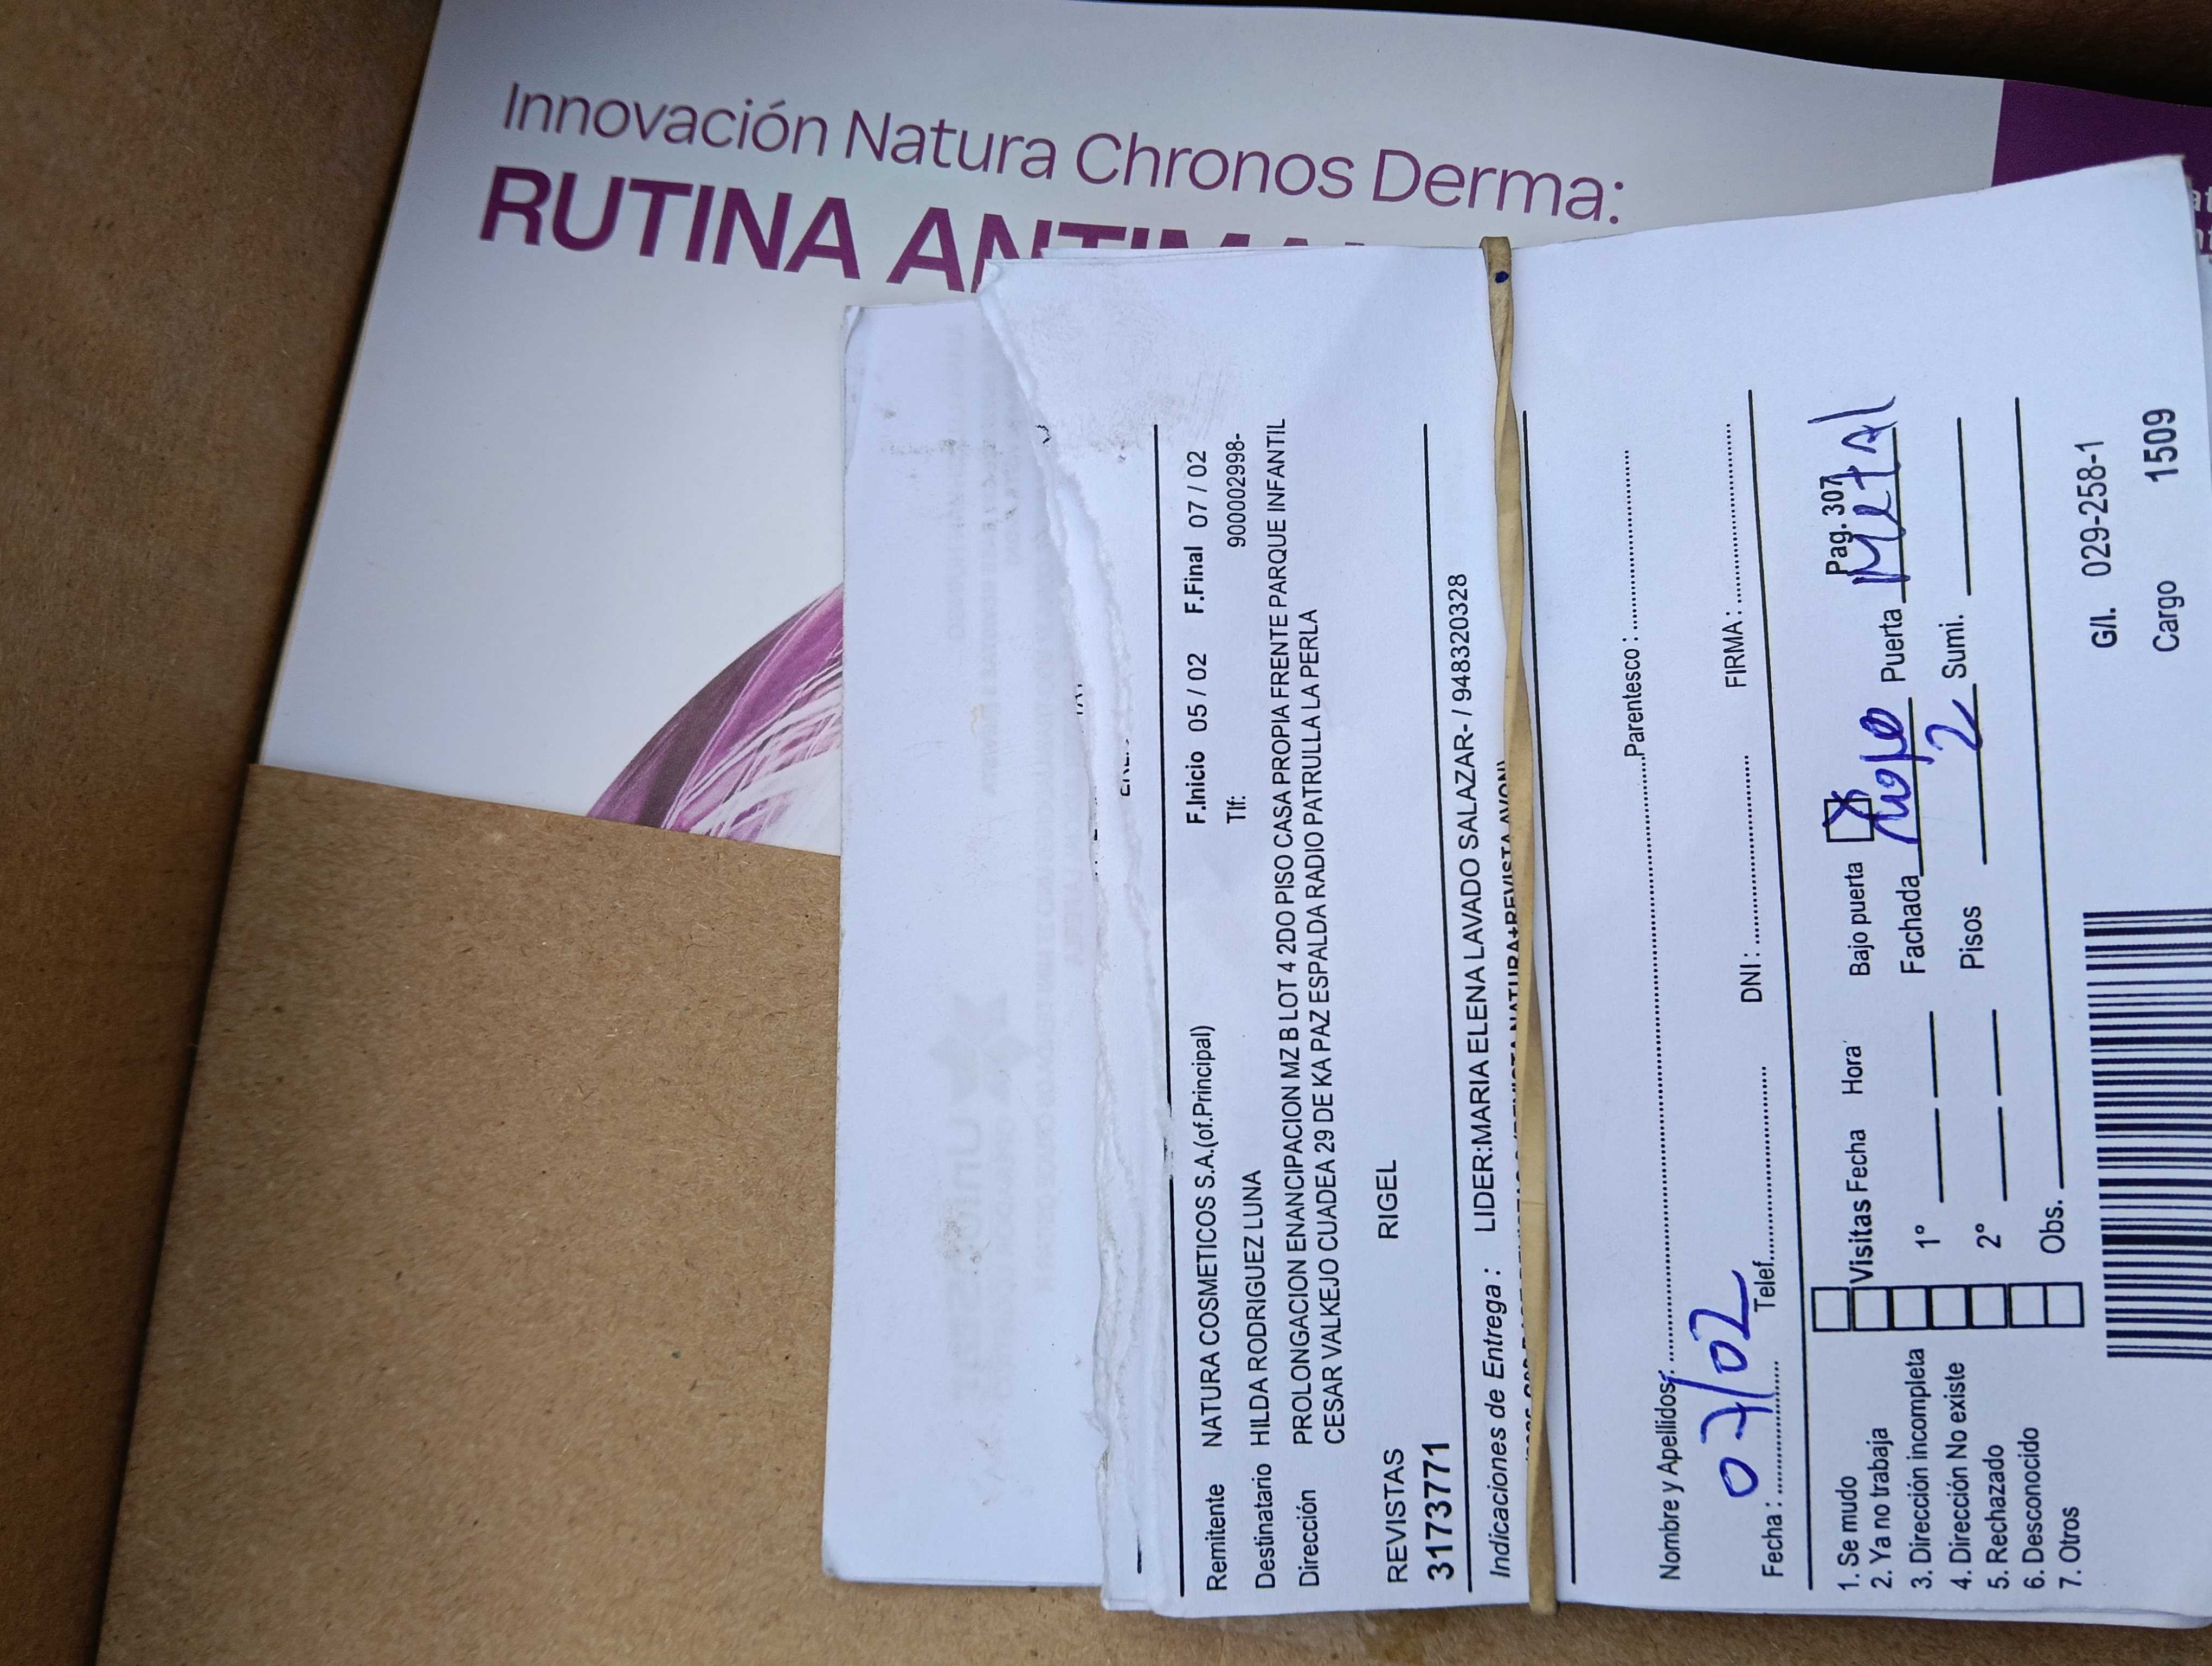 Innovación Natura Chronos Derma:
RUTINA
F.Inicio 05 / 02 F.Final 07 / 02
Remitente NATURA COSMETICOS S.A.(of.Principal)
Tlf: 900002998-
Destinatario HILDA RODRIGUEZ LUNA
Dirección PROLONGACION ENANCIPACION MZ B LOT 4 2DO PISO CASA PROPIA FRENTE PARQUE INFANTIL
CESAR VALKEJO CUADEA 29 DE KA PAZ ESPALDA RADIO PATRULLA LA PERLA
REVISTAS RIGEL
3173771
Indicaciones de Entrega : LIDER:MARIA ELENA LAVADO SALAZAR- / 948320328
Nombre y Apellidos Parentesco :
Fecha : 07/02 Telef. DNI : FIRMA :
Pag. 307
1. Se mudo
2. Ya no trabaja
3. Dirección incompleta
4. Dirección No existe
5. Rechazado
6. Desconocido
7. Otros
Visitas Fecha Hora Bajo puerta X
1° Fachada Puerta Metal
2° Pisos 2 Sumi.
Obs.
G/I. 029-258-1
Cargo 1509